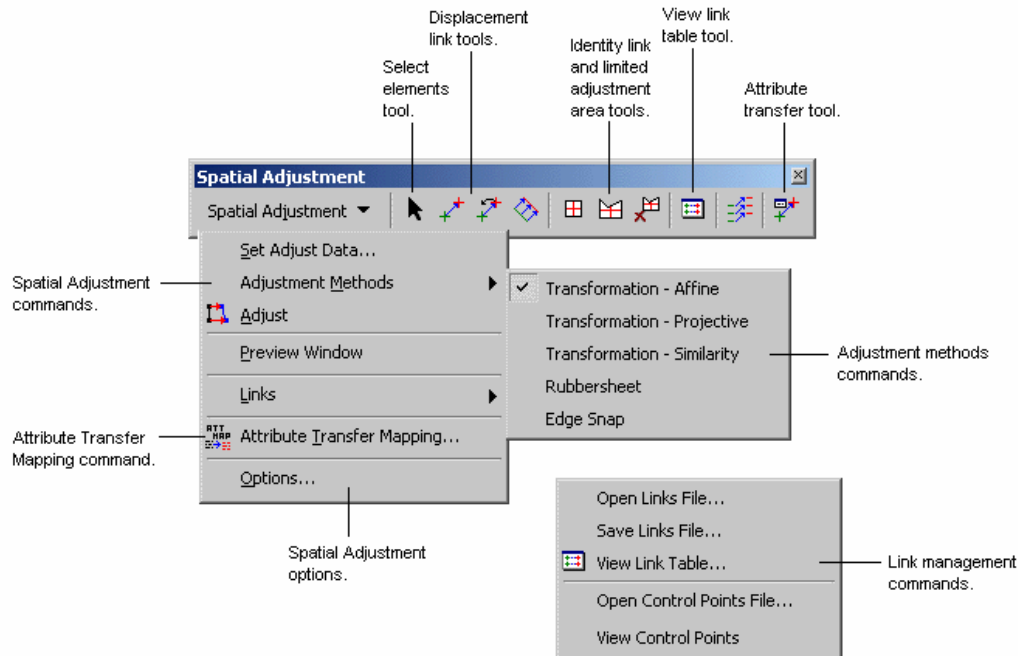 Displacement
link tools.
View link
table tool.
Identity link
and limited
adjustment
area tools.
Select
elements
tool.
Attribute
transfer tool.
Spatial Adjustment
Spatial Adjustment
Set Adjust Data...
Adjustment Methods
Adjust
Preview Window
Links
ATT
MAP
Attribute Transfer Mapping...
Options...
Spatial Adjustment
commands.
Attribute Transfer
Mapping command.
Transformation - Affine
Transformation - Projective
Transformation - Similarity
Rubbersheet
Edge Snap
Adjustment methods
commands.
Spatial Adjustment
options.
Open Links File...
Save Links File...
View Link Table...
Open Control Points File...
View Control Points
Link management
commands.